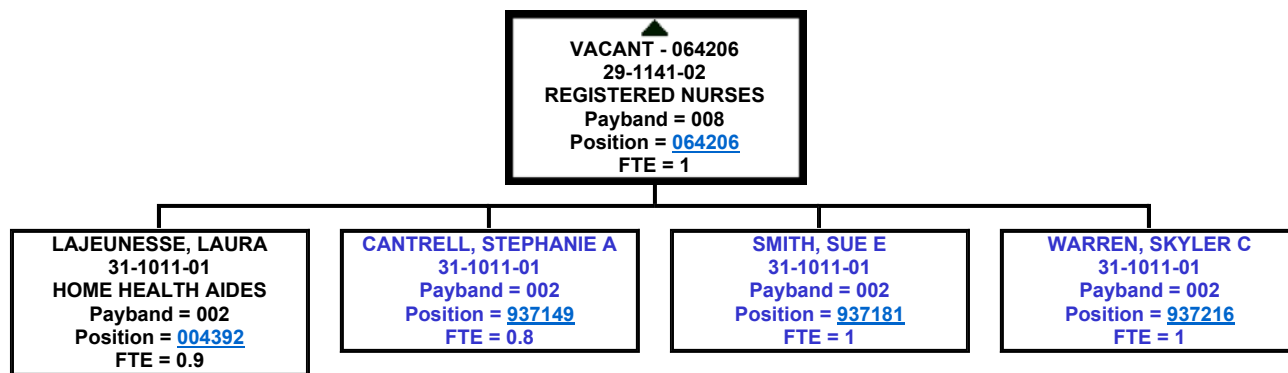 VACANT - 064206
29-1141-02
REGISTERED NURSES
Payband = 008
Position = 064206
FTE = 1
LAJEUNESSE, LAURA
31-1011-01
HOME HEALTH AIDES
Payband = 002
Position = 004392
FTE = 0.9
CANTRELL, STEPHANIE A
31-1011-01
Payband = 002
Position = 937149
FTE = 0.8
SMITH, SUE E
31-1011-01
Payband = 002
Position = 937181
FTE = 1
WARREN, SKYLER C
31-1011-01
Payband = 002
Position = 937216
FTE = 1